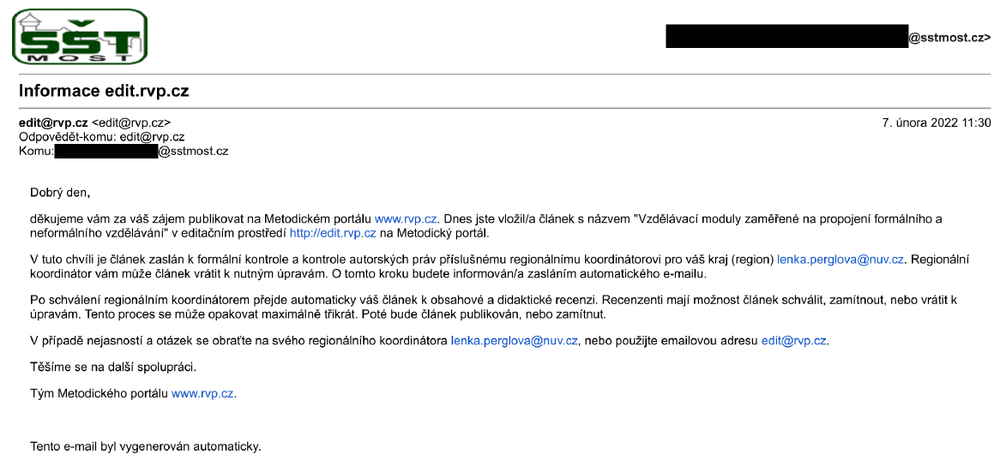 SŠT
MOST
@sstmost.cz>
Informace edit.rvp.cz
edit@rvp.cz <edit@rvp.cz>
7. února 2022 11:30
Odpovědět-komu: edit@rvp.cz
Komu: @sstmost.cz
Dobrý den,
děkujeme vám za váš zájem publikovat na Metodickém portálu www.rvp.cz. Dnes jste vložil/a článek s názvem "Vzdělávací moduly zaměřené na propojení formálního a
neformálního vzdělávání" v editačním prostředí http://edit.rvp.cz na Metodický portál.
V tuto chvíli je článek zaslán k formální kontrole a kontrole autorských práv příslušnému regionálnímu koordinátorovi pro váš kraj (region) lenka.perglova@nuv.cz. Regionální
koordinátor vám může článek vrátit k nutným úpravám. O tomto kroku budete informován/a zasláním automatického e-mailu.
Po schválení regionálním koordinátorem přejde automaticky váš článek k obsahové a didaktické recenzi. Recenzenti mají možnost článek schválit, zamítnout, nebo vrátit k
úpravám. Tento proces se může opakovat maximálně třikrát. Poté bude článek publikován, nebo zamítnut.
V případě nejasností a otázek se obraťte na svého regionálního koordinátora lenka.perglova@nuv.cz, nebo použijte emailovou adresu edit@rvp.cz.
Těšíme se na další spolupráci.
Tým Metodického portálu www.rvp.cz.
Tento e-mail byl vygenerován automaticky.